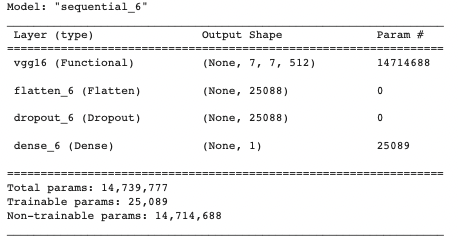 Model: "sequential_6"
Layer (type) Output Shape Param #
vgg16 (Functional) (None, 7, 7, 512) 14714688
flatten_6 (Flatten) (None, 25088) 0
dropout_6 (Dropout) (None, 25088) 0
dense_6 (Dense) (None, 1) 25089
Total params: 14,739,777
Trainable params: 25,089
Non-trainable params: 14,714,688